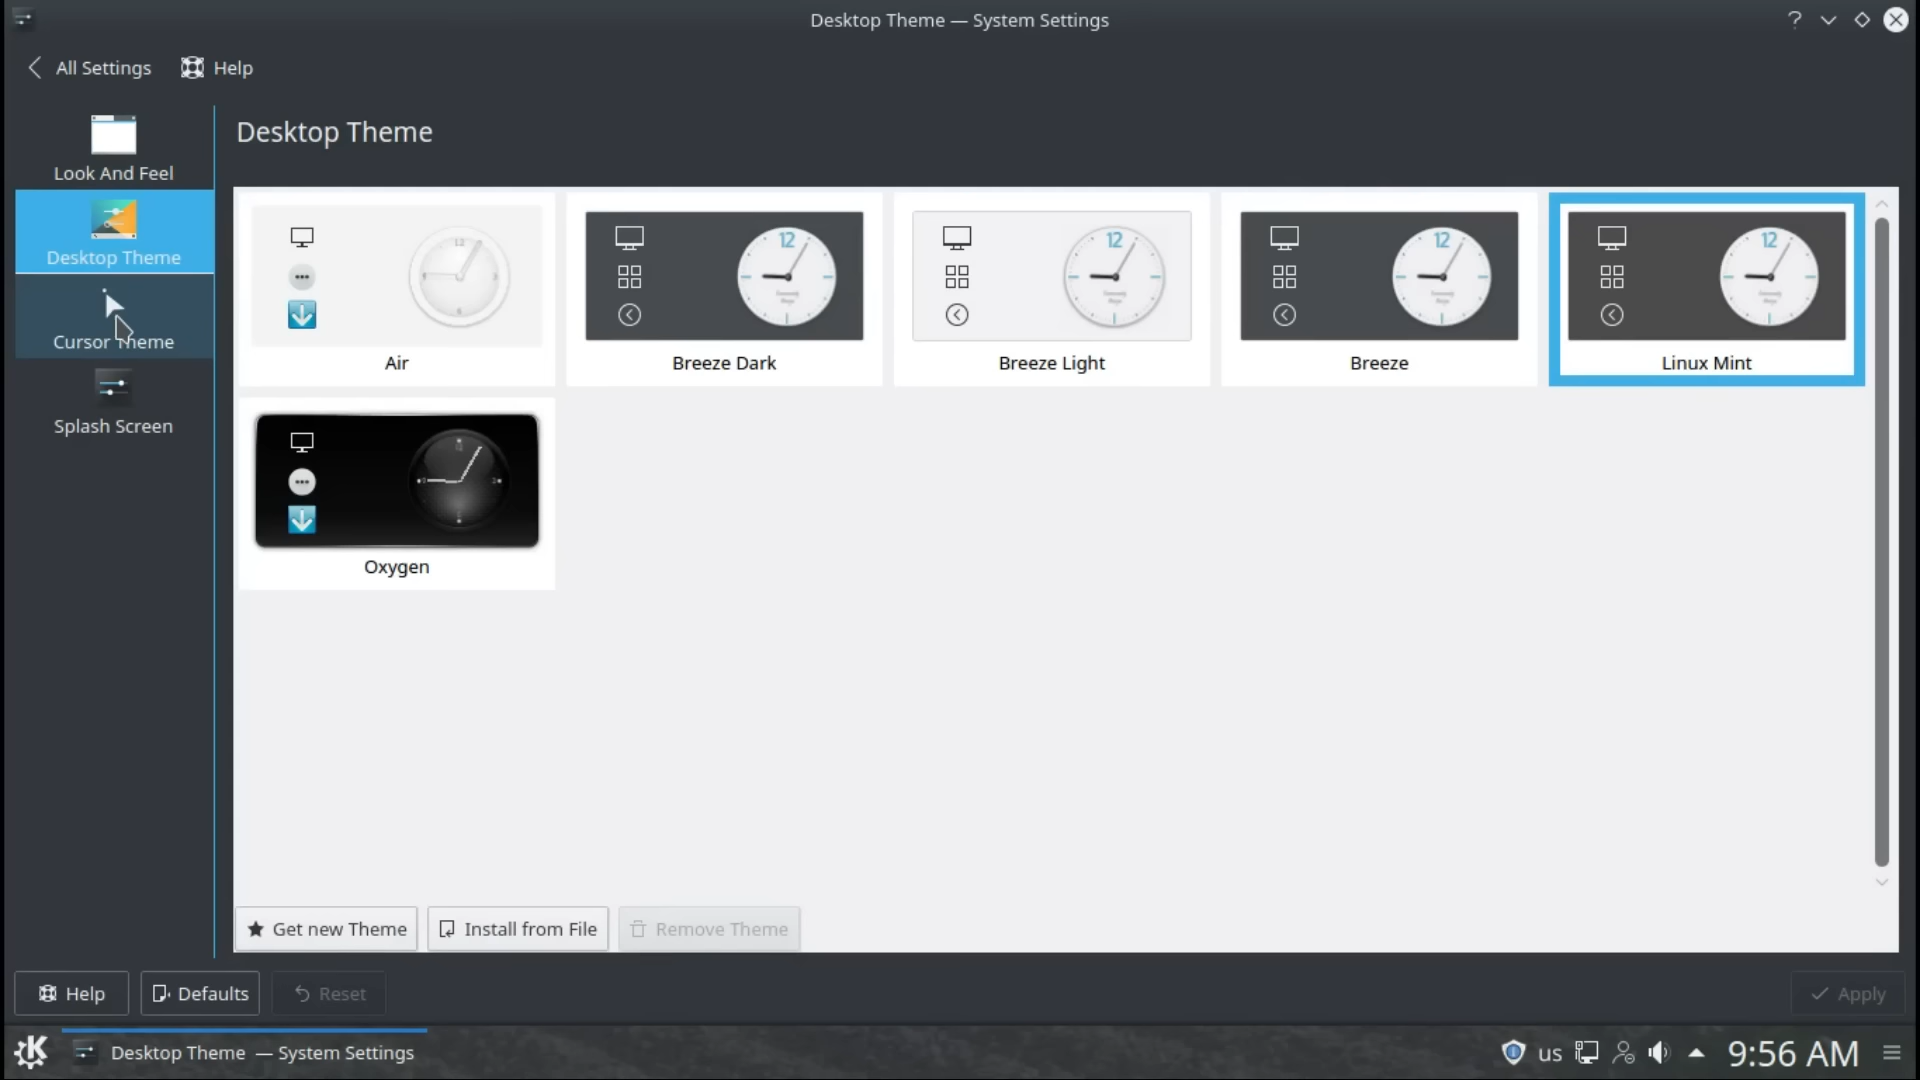 Desktop Theme — System Settings
?
All Settings
Help
Look And Feel
Desktop Theme
Desktop Theme
Cursor Theme
Splash Screen
12
12
12
12
12
Air
Breeze Dark
Breeze Light
Breeze
Linux Mint
Oxygen
Get new Theme
Install from File
Remove Theme
Help
Defaults
Reset
Apply
Desktop Theme — System Settings
us
9:56 AM